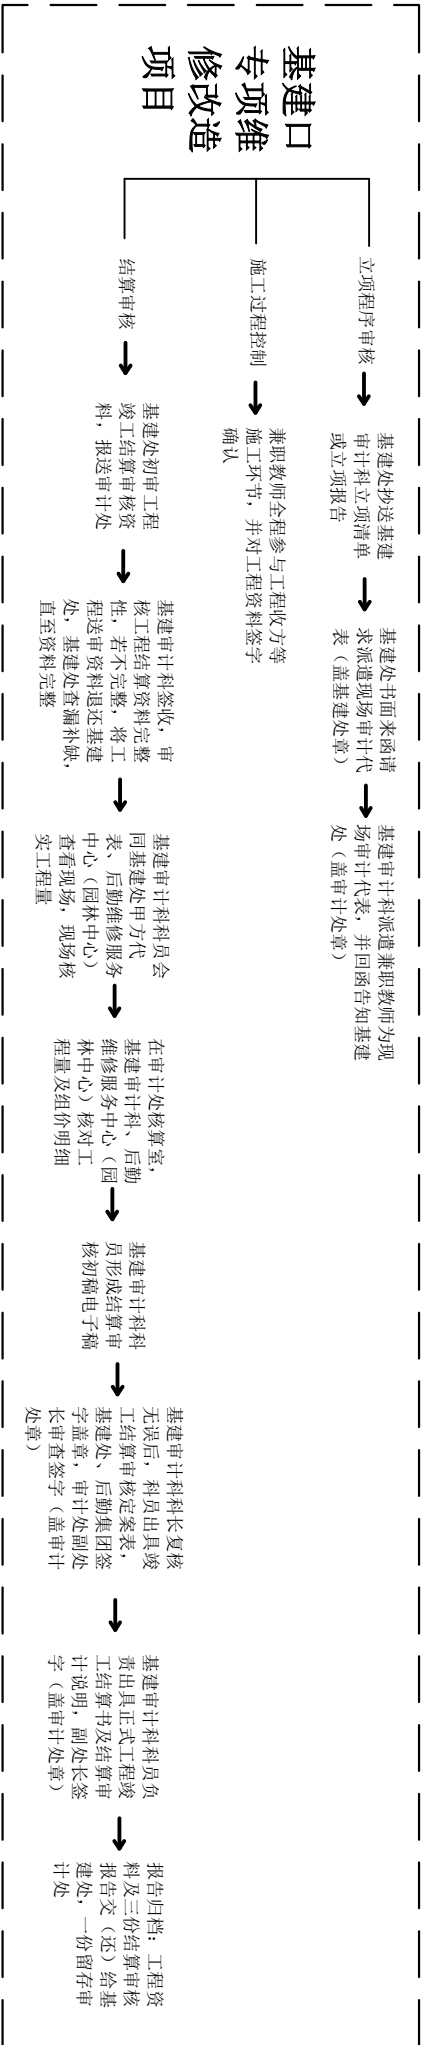 基建口
专项维
修改造
项目
立项程序审核
基建处抄送基建
审计科立项清单
或立项报告
基建处书面来函请
求派遣现场审计代
表（盖基建处章）
基建审计科派遣兼职教师为现
场审计代表，并回函告知基建
处（盖审计处章）
施工过程控制
兼职教师全程参与工程收方等
施工环节，并对工程资料签字
确认
结算审核
基建处初审工程
竣工结算审核资
料，报送审计处
基建审计科签收，审
核工程结算资料完整
性，若不完整，将工
程送审资料退还基建
处，基建处查漏补缺，
直至资料完整
基建审计科科员会
同基建处甲方代
表、后勤维修服务
中心（园林中心）
查看现场，现场核
实工程量
在审计处核算室，
基建审计科、后勤
维修服务中心（园
林中心）核对工
程量及组价明细
基建审计科科
员形成结算审
核初稿电子稿
基建审计科科长复核
无误后，科员出具竣
工结算审核定案表，
基建处、后勤集团签
字盖章，审计处副处
长审查签字（盖审计
处章）
基建审计科科员负
责出具正式工程竣
工结算书及结算审
计说明，副处长签
字（盖审计处章）
报告归档：工程资
料及三份结算审核
报告交（还）给基
建处，一份留存审
计处